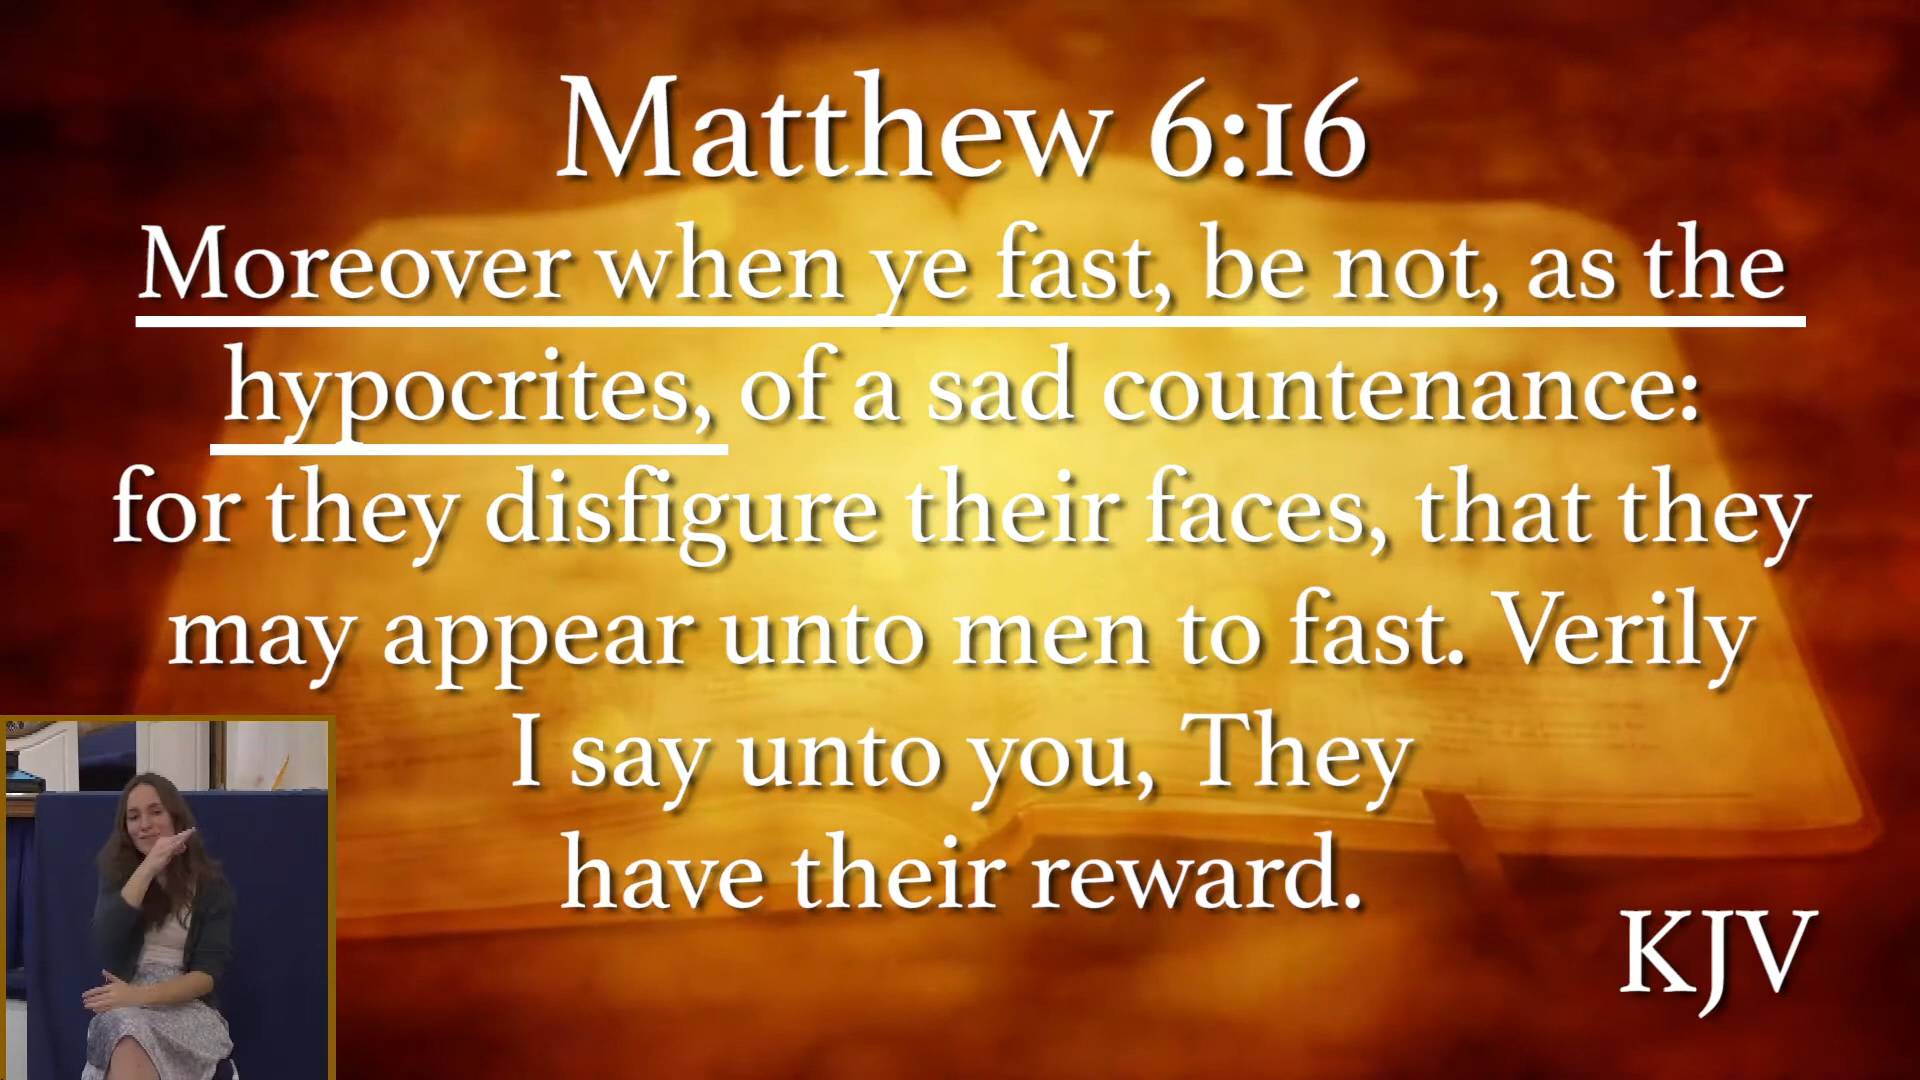 Matthew 6:16
Moreover when ye fast, be not, as the
hypocrites, of a sad countenance:
for they disfigure their faces, that they
may appear unto men to fast. Verily
I say unto you, They
have their reward.
KJV